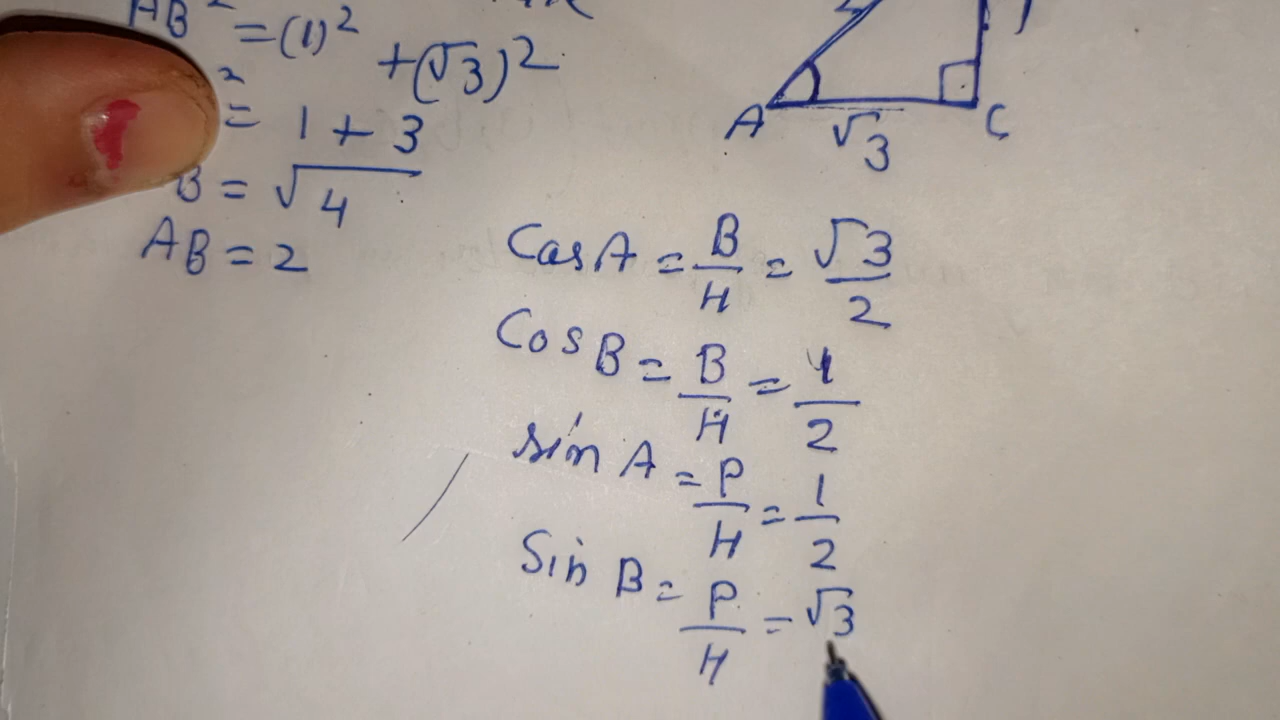 AB² = (1)² + (√3)²
² = 1 + 3
B = √4
AB = 2
A √3 C
Cos A = B/H = √3/2
Cos B = B/H = 1/2
sin A = P/H = 1/2
Sin B = P/H = √3